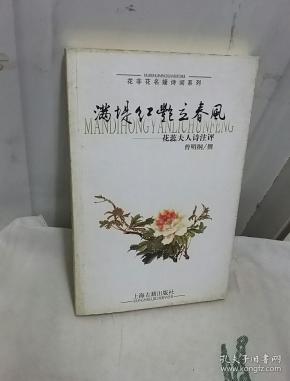 花非花名媛诗词系列
满堤红艳立春风
MANDIHONGYANLICHUNFENG
花蕊夫人诗注评
曾明桐/撰
上海古籍出版社
孔夫子旧书网